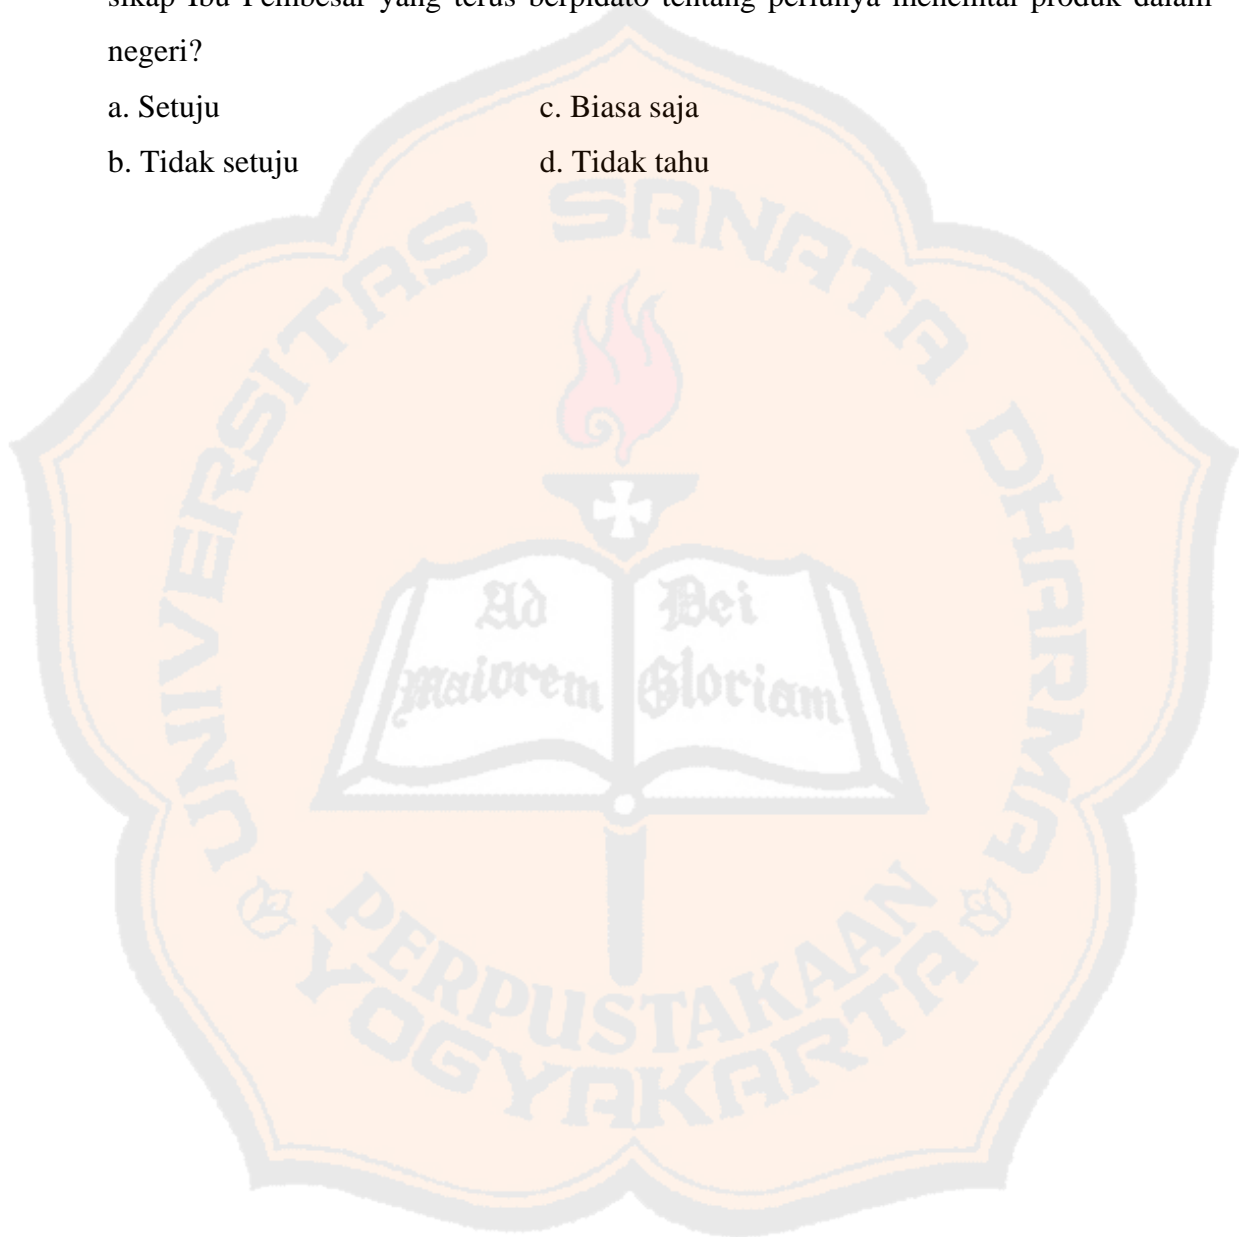 sikap Ibu Pembesar yang terus berpidato tentang perlunya mencintai produk dalam
negeri?
a. Setuju c. Biasa saja
b. Tidak setuju d. Tidak tahu
UNIVERSITAS SANATA DHARMA
Ad Dei
Maiorem Gloriam
PERPUSTAKAAN
YOGYAKARTA